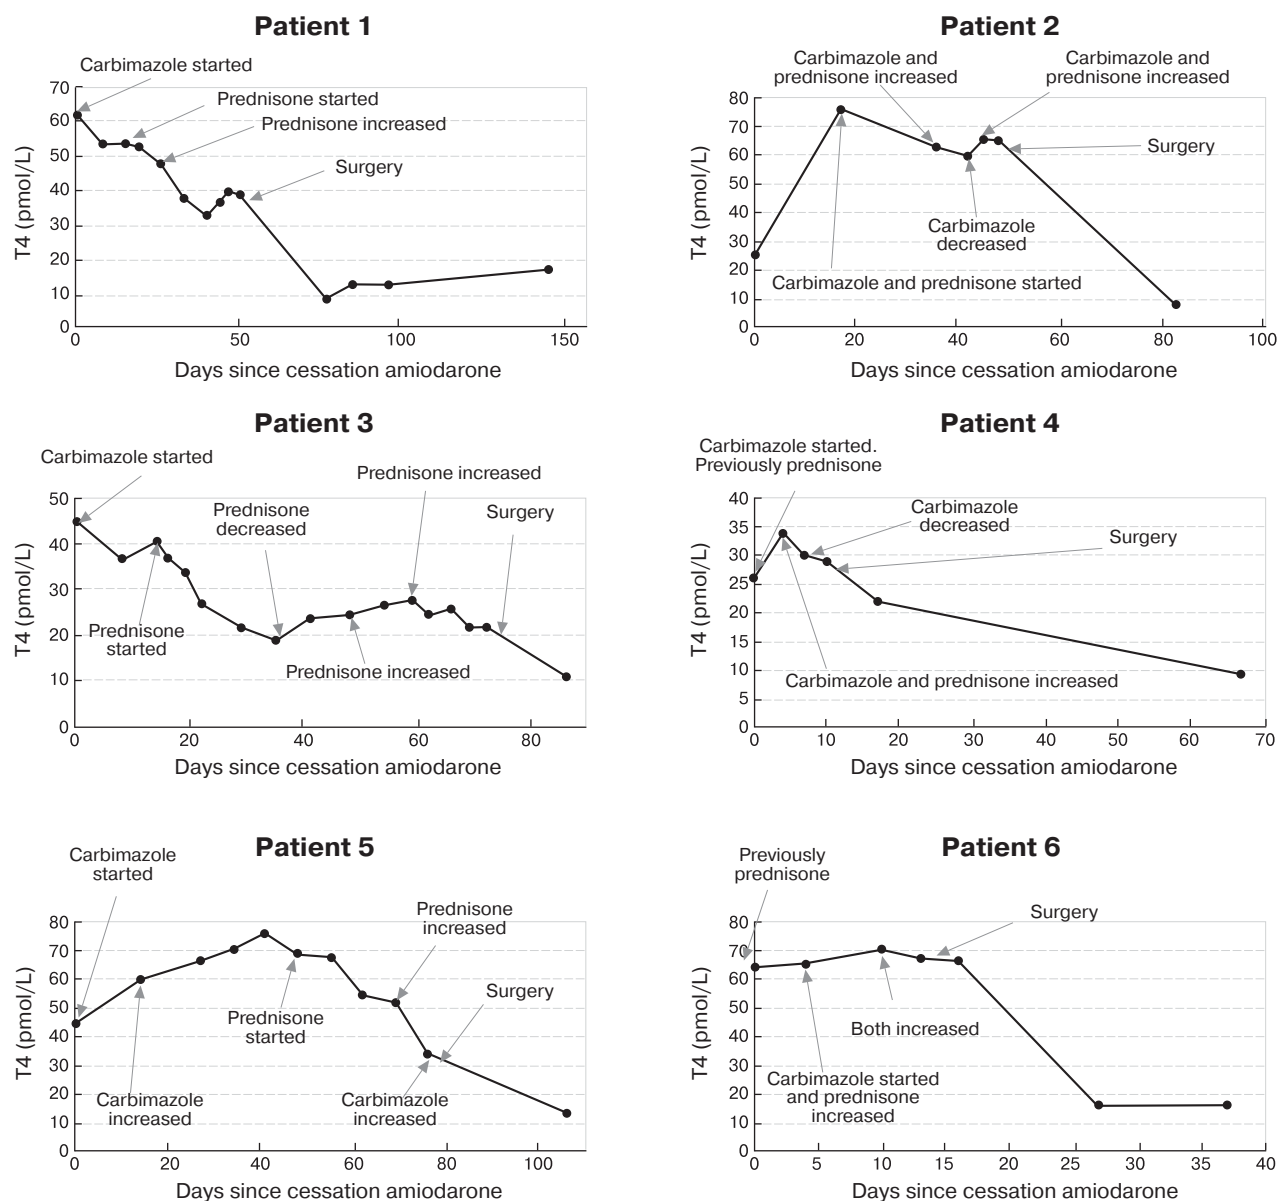 Patient 1
Carbimazole started
Prednisone started
Prednisone increased
Surgery
T4 (pmol/L)
70
60
50
40
30
20
10
0
0 50 100 150
Days since cessation amiodarone
Patient 2
Carbimazole and
prednisone increased
Carbimazole and
prednisone increased
Surgery
Carbimazole
decreased
Carbimazole and prednisone started
T4 (pmol/L)
80
70
60
50
40
30
20
10
0
0 20 40 60 80 100
Days since cessation amiodarone
Patient 3
Carbimazole started
Prednisone increased
Prednisone
decreased
Surgery
Prednisone
started
Prednisone increased
T4 (pmol/L)
50
40
30
20
10
0
0 20 40 60 80
Days since cessation amiodarone
Patient 4
Carbimazole started.
Previously prednisone
Carbimazole
decreased
Surgery
Carbimazole and prednisone increased
T4 (pmol/L)
40
35
30
25
20
15
10
5
0
0 10 20 30 40 50 60 70
Days since cessation amiodarone
Patient 5
Carbimazole
started
Prednisone
increased
Surgery
Prednisone
started
Carbimazole
increased
Carbimazole
increased
T4 (pmol/L)
80
70
60
50
40
30
20
10
0
0 20 40 60 80 100
Days since cessation amiodarone
Patient 6
Previously
prednisone
Surgery
Both increased
Carbimazole started
and prednisone
increased
T4 (pmol/L)
80
70
60
50
40
30
20
10
0
0 5 10 15 20 25 30 35 40
Days since cessation amiodarone